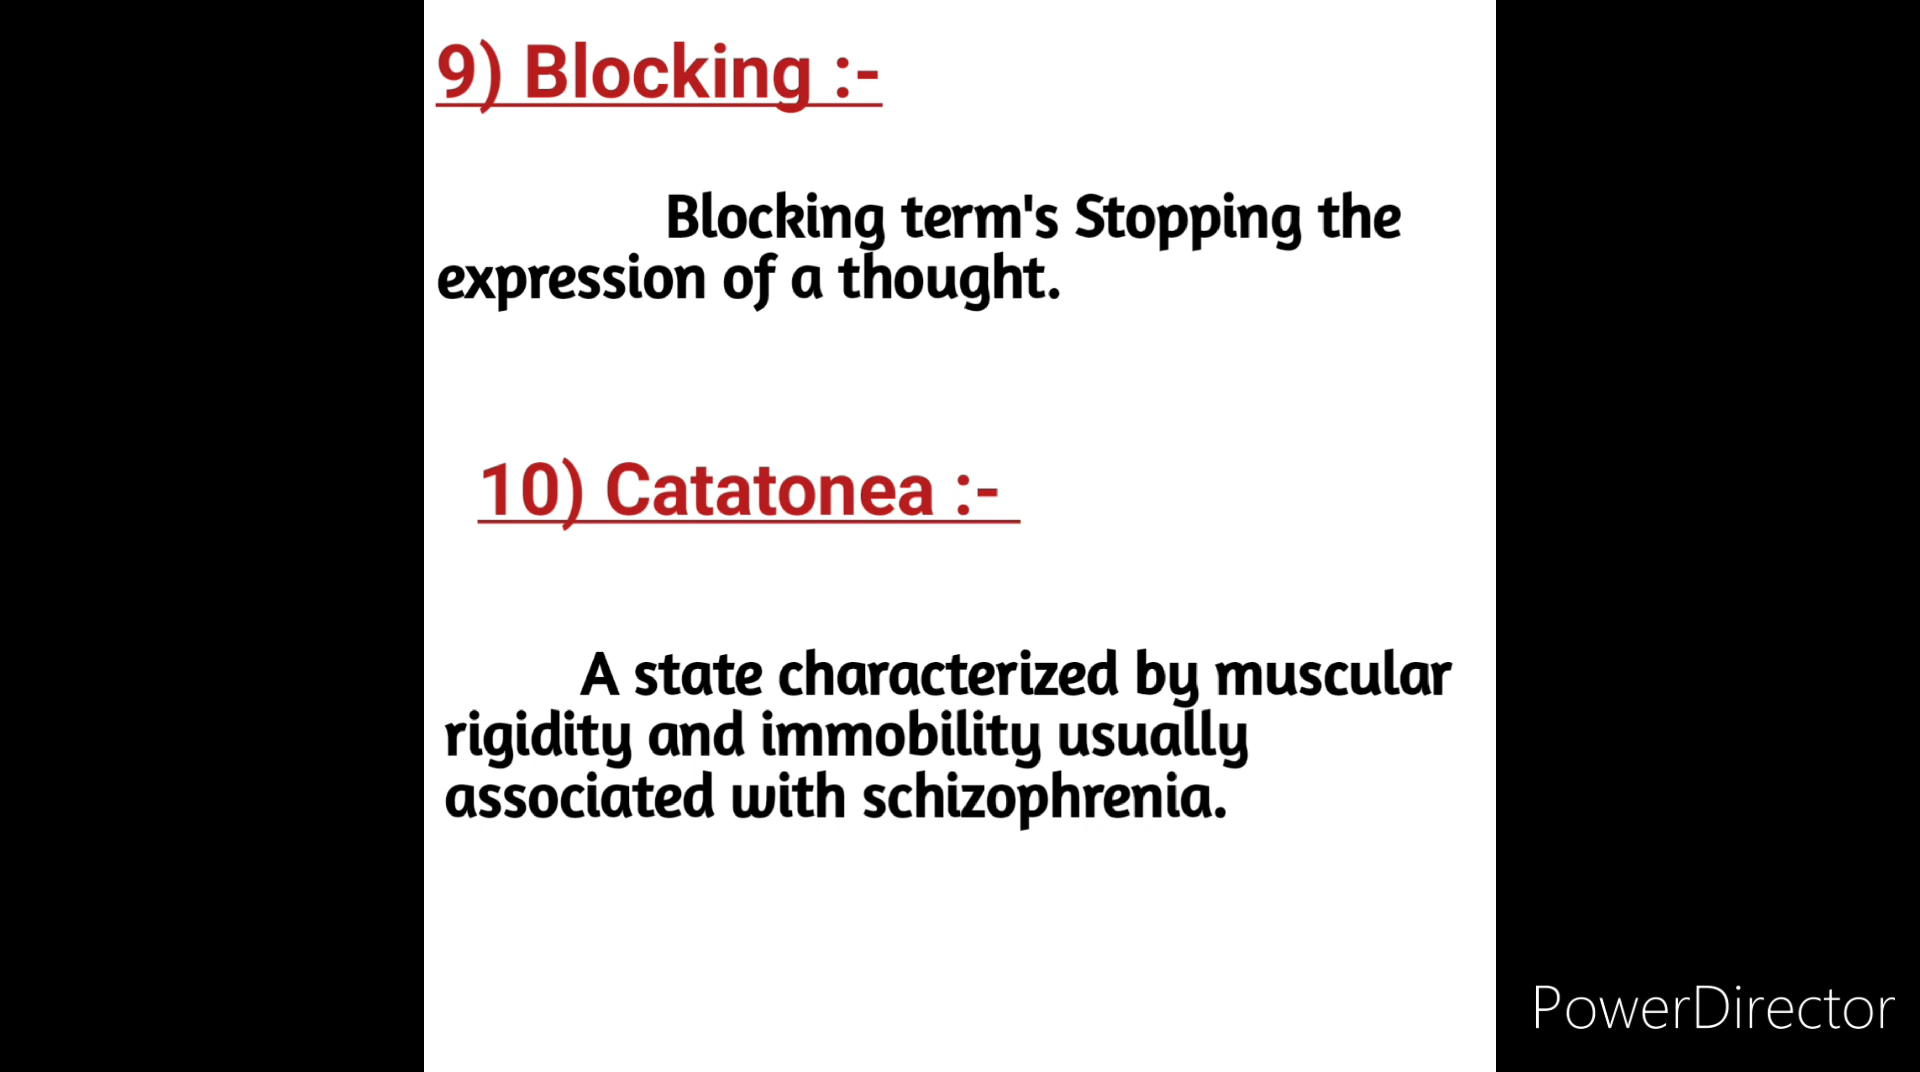 9) Blocking :-
Blocking term's Stopping the
expression of a thought.
10) Catatonea :-
A state characterized by muscular
rigidity and immobility usually
associated with schizophrenia.
PowerDirector